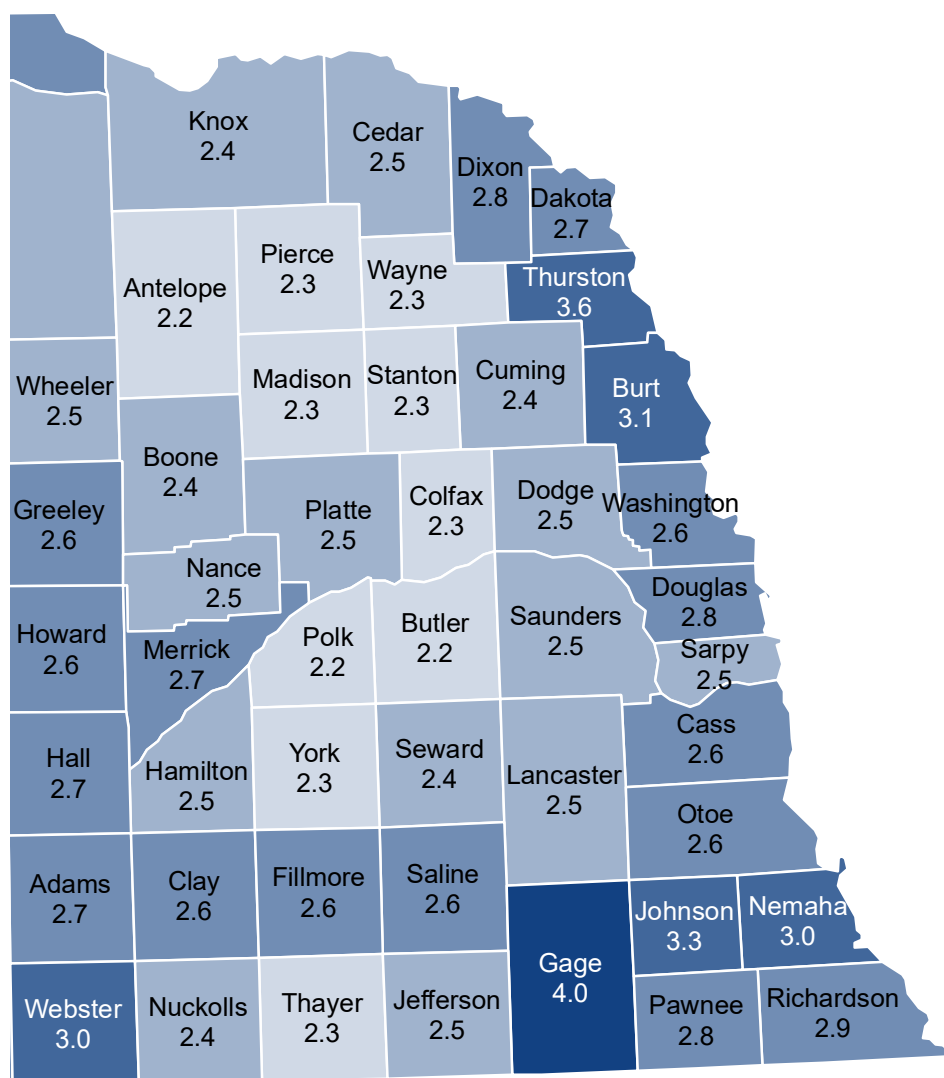 Knox
2.4
Cedar
2.5
Dixon
2.8
Dakota
2.7
Antelope
2.2
Pierce
2.3
Wayne
2.3
Thurston
3.6
Wheeler
2.5
Madison
2.3
Stanton
2.3
Cuming
2.4
Burt
3.1
Boone
2.4
Greeley
2.6
Platte
2.5
Colfax
2.3
Dodge
2.5
Washington
2.6
Nance
2.5
Douglas
2.8
Howard
2.6
Merrick
2.7
Polk
2.2
Butler
2.2
Saunders
2.5
Sarpy
2.5
Hall
2.7
Hamilton
2.5
York
2.3
Seward
2.4
Lancaster
2.5
Cass
2.6
Otoe
2.6
Adams
2.7
Clay
2.6
Fillmore
2.6
Saline
2.6
Gage
4.0
Johnson
3.3
Nemaha
3.0
Webster
3.0
Nuckolls
2.4
Thayer
2.3
Jefferson
2.5
Pawnee
2.8
Richardson
2.9